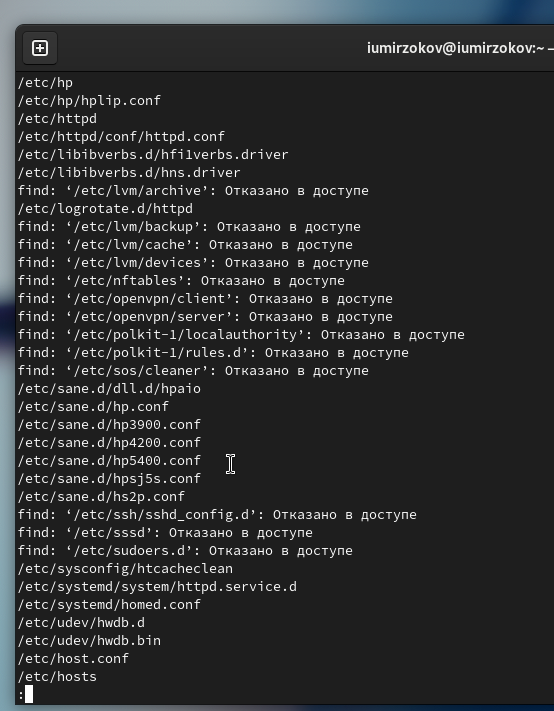 iumirzokov@iumirzokov:~ —
/etc/hp
/etc/hp/hplip.conf
/etc/httpd
/etc/httpd/conf/httpd.conf
/etc/libibverbs.d/hfi1verbs.driver
/etc/libibverbs.d/hns.driver
find: ‘/etc/lvm/archive’: Отказано в доступе
/etc/logrotate.d/httpd
find: ‘/etc/lvm/backup’: Отказано в доступе
find: ‘/etc/lvm/cache’: Отказано в доступе
find: ‘/etc/lvm/devices’: Отказано в доступе
find: ‘/etc/nftables’: Отказано в доступе
find: ‘/etc/openvpn/client’: Отказано в доступе
find: ‘/etc/openvpn/server’: Отказано в доступе
find: ‘/etc/polkit-1/localauthority’: Отказано в доступе
find: ‘/etc/polkit-1/rules.d’: Отказано в доступе
find: ‘/etc/sos/cleaner’: Отказано в доступе
/etc/sane.d/dll.d/hpaio
/etc/sane.d/hp.conf
/etc/sane.d/hp3900.conf
/etc/sane.d/hp4200.conf
/etc/sane.d/hp5400.conf
/etc/sane.d/hpsj5s.conf
/etc/sane.d/hs2p.conf
find: ‘/etc/ssh/sshd_config.d’: Отказано в доступе
find: ‘/etc/sssd’: Отказано в доступе
find: ‘/etc/sudoers.d’: Отказано в доступе
/etc/sysconfig/htcacheclean
/etc/systemd/system/httpd.service.d
/etc/systemd/homed.conf
/etc/udev/hwdb.d
/etc/udev/hwdb.bin
/etc/host.conf
/etc/hosts
: